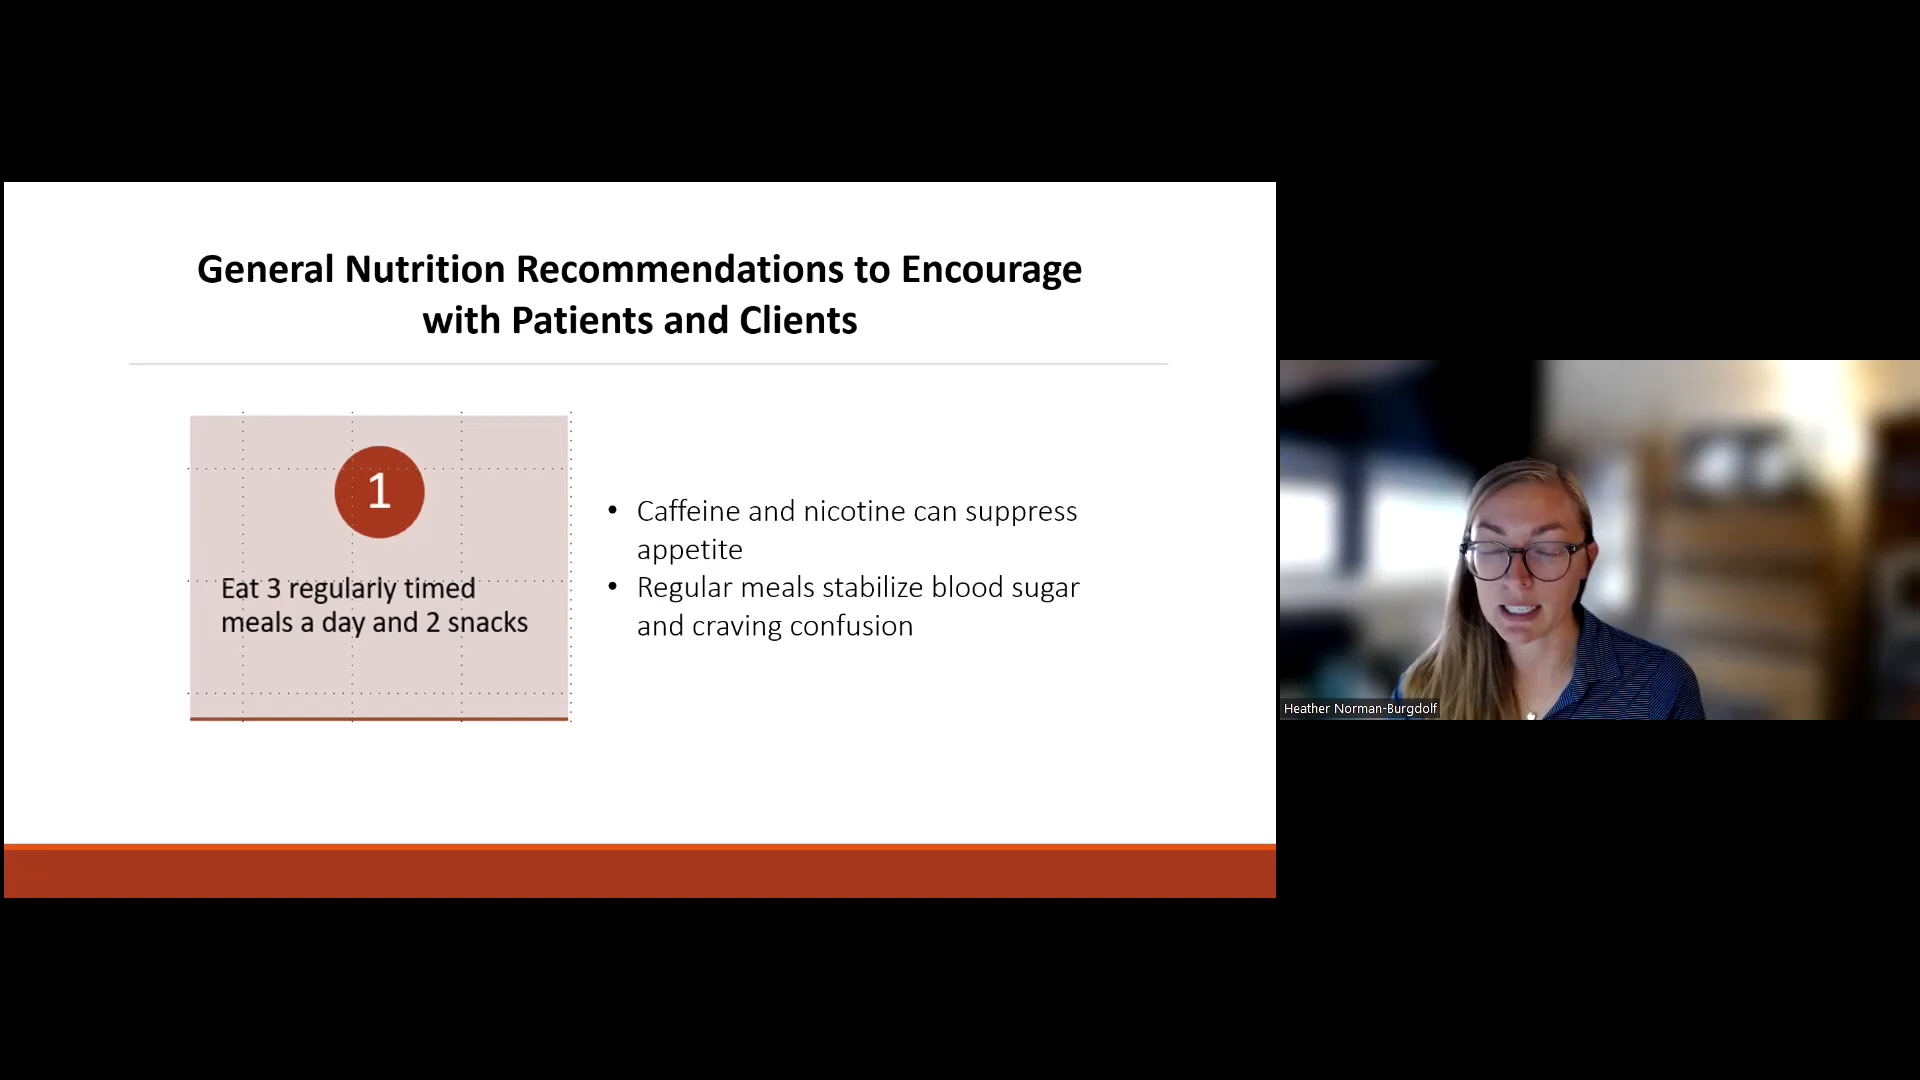 General Nutrition Recommendations to Encourage
with Patients and Clients
1
Eat 3 regularly timed
meals a day and 2 snacks
• Caffeine and nicotine can suppress
appetite
• Regular meals stabilize blood sugar
and craving confusion
Heather Norman-Burgdolf